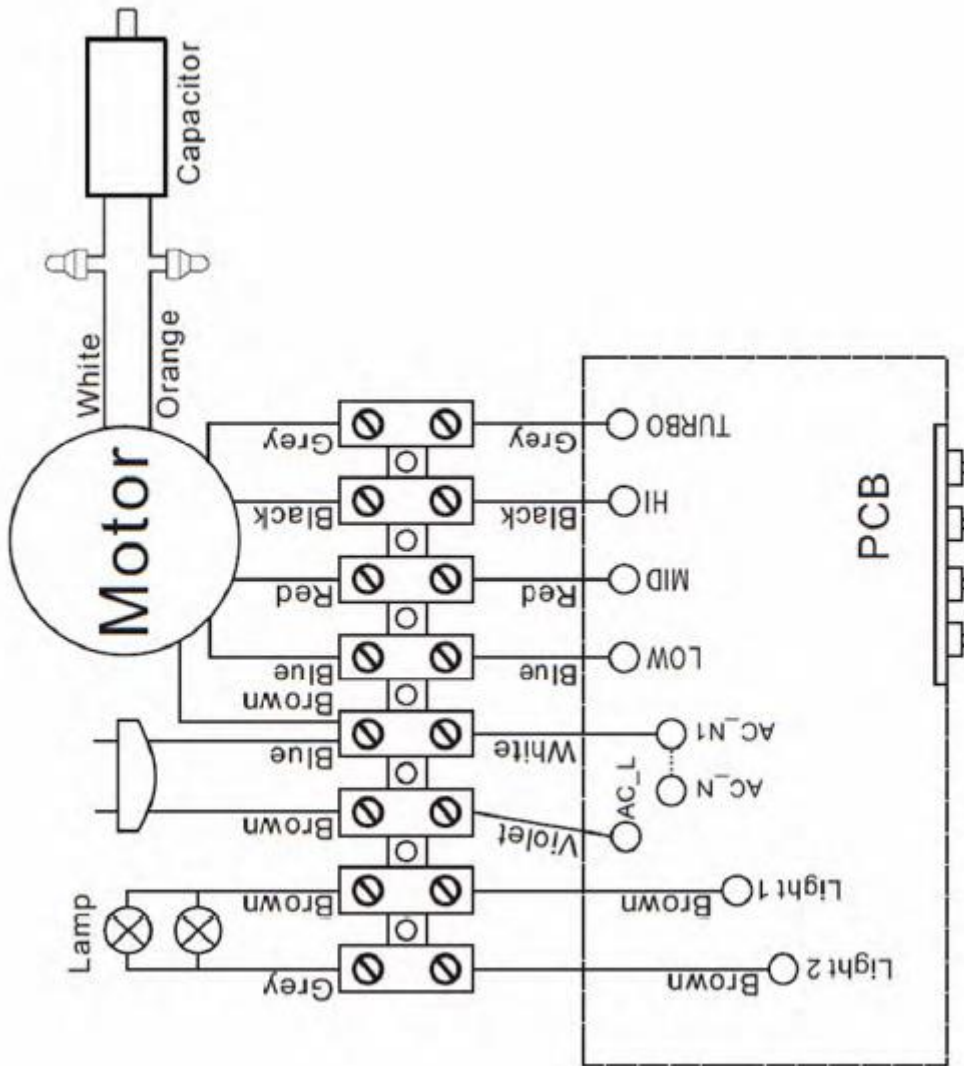 Capacitor
White
Orange
Motor
Grey
Grey
TURBO
Black
Black
HI
PCB
Red
Red
MID
Blue
Blue
LOW
Brown
Blue
White
AC_N1
AC_L
AC_N
Brown
Violet
Lamp
Brown
Brown
Light 1
Grey
Brown
Light 2